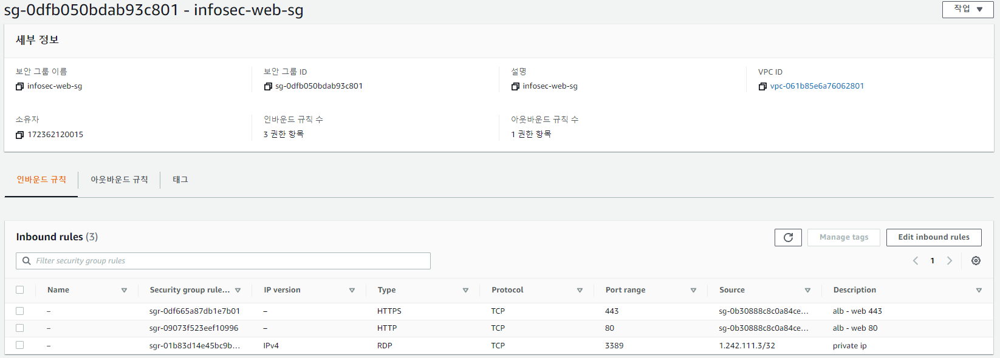 sg-0dfb050bdab93c801 - infosec-web-sg
작업
세부 정보
보안 그룹 이름 보안 그룹 ID 설명 VPC ID
infosec-web-sg sg-0dfb050bdab93c801 infosec-web-sg vpc-061b85e6a76062801
소유자 인바운드 규칙 수 아웃바운드 규칙 수
172362120015 3 권한 항목 1 권한 항목
인바운드 규칙 아웃바운드 규칙 태그
Inbound rules (3) Manage tags Edit inbound rules
Filter security group rules 1
Name Security group rule... IP version Type Protocol Port range Source Description
– sgr-0df665a87db1e7b01 – HTTPS TCP 443 sg-0b30888c8c0a84ce... alb - web 443
– sgr-09073f523eef10996 – HTTP TCP 80 sg-0b30888c8c0a84ce... alb - web 80
– sgr-01b83d14e45bc9b... IPv4 RDP TCP 3389 1.242.111.3/32 private ip